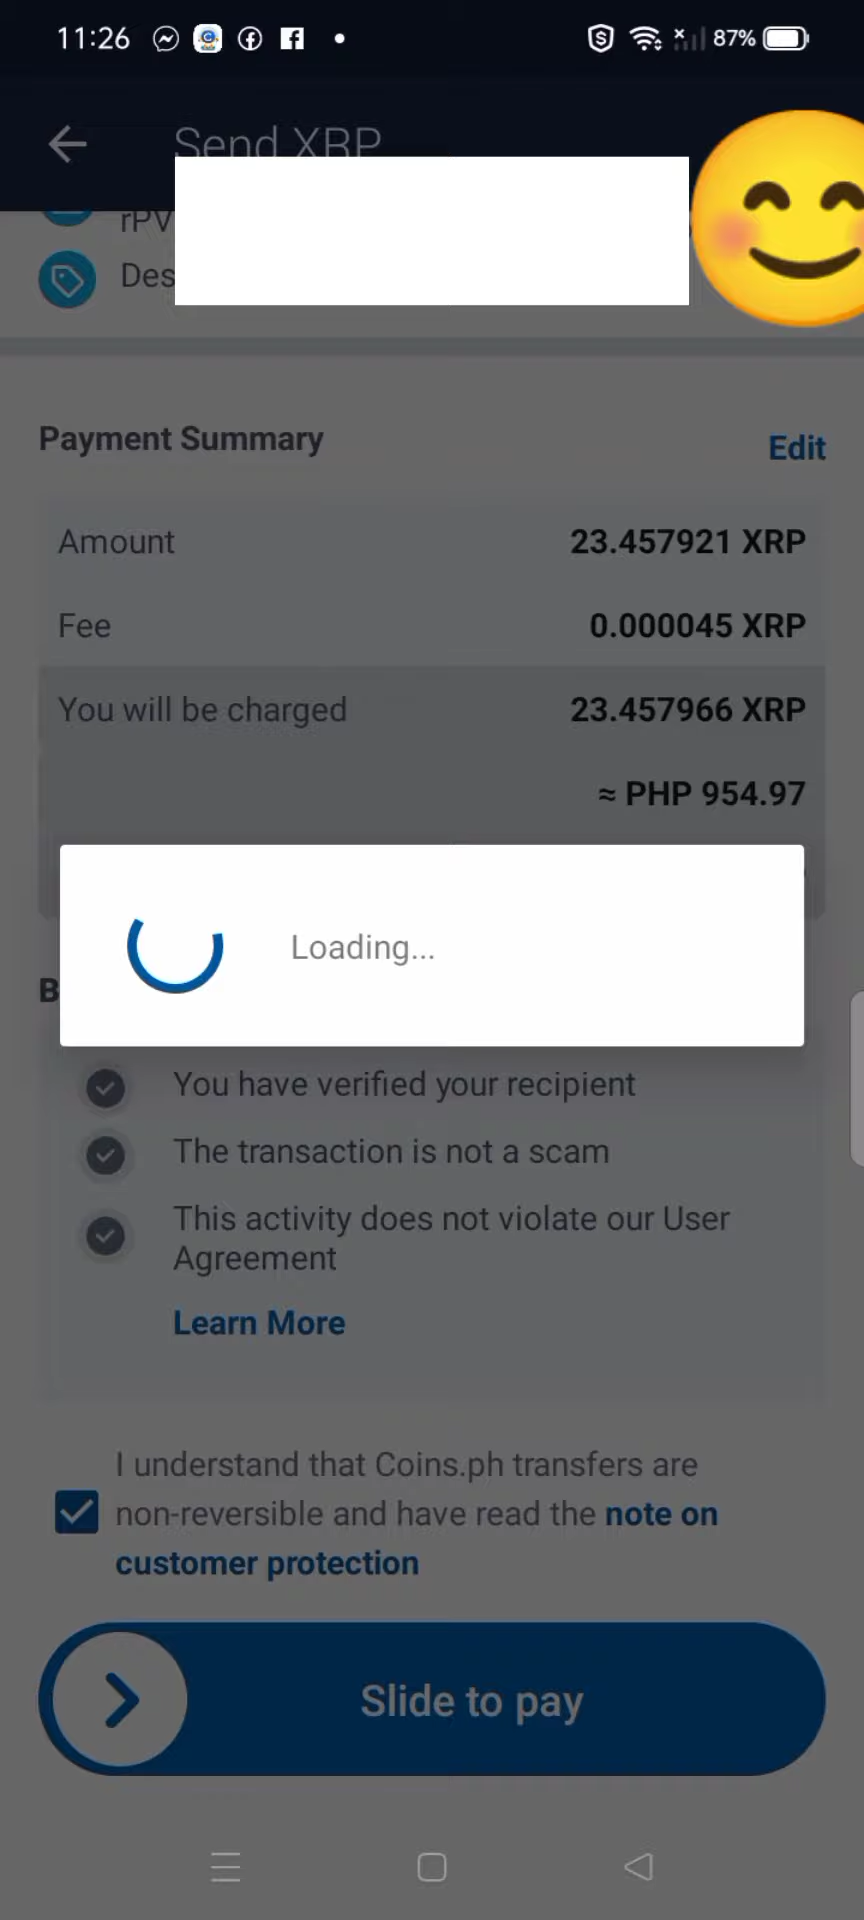 11:26
87%
Send XRP
rPV
Des
Payment Summary
Edit
Amount
23.457921 XRP
Fee
0.000045 XRP
You will be charged
23.457966 XRP
≈ PHP 954.97
Loading...
B
You have verified your recipient
The transaction is not a scam
This activity does not violate our User
Agreement
Learn More
I understand that Coins.ph transfers are
non-reversible and have read the note on
customer protection
Slide to pay